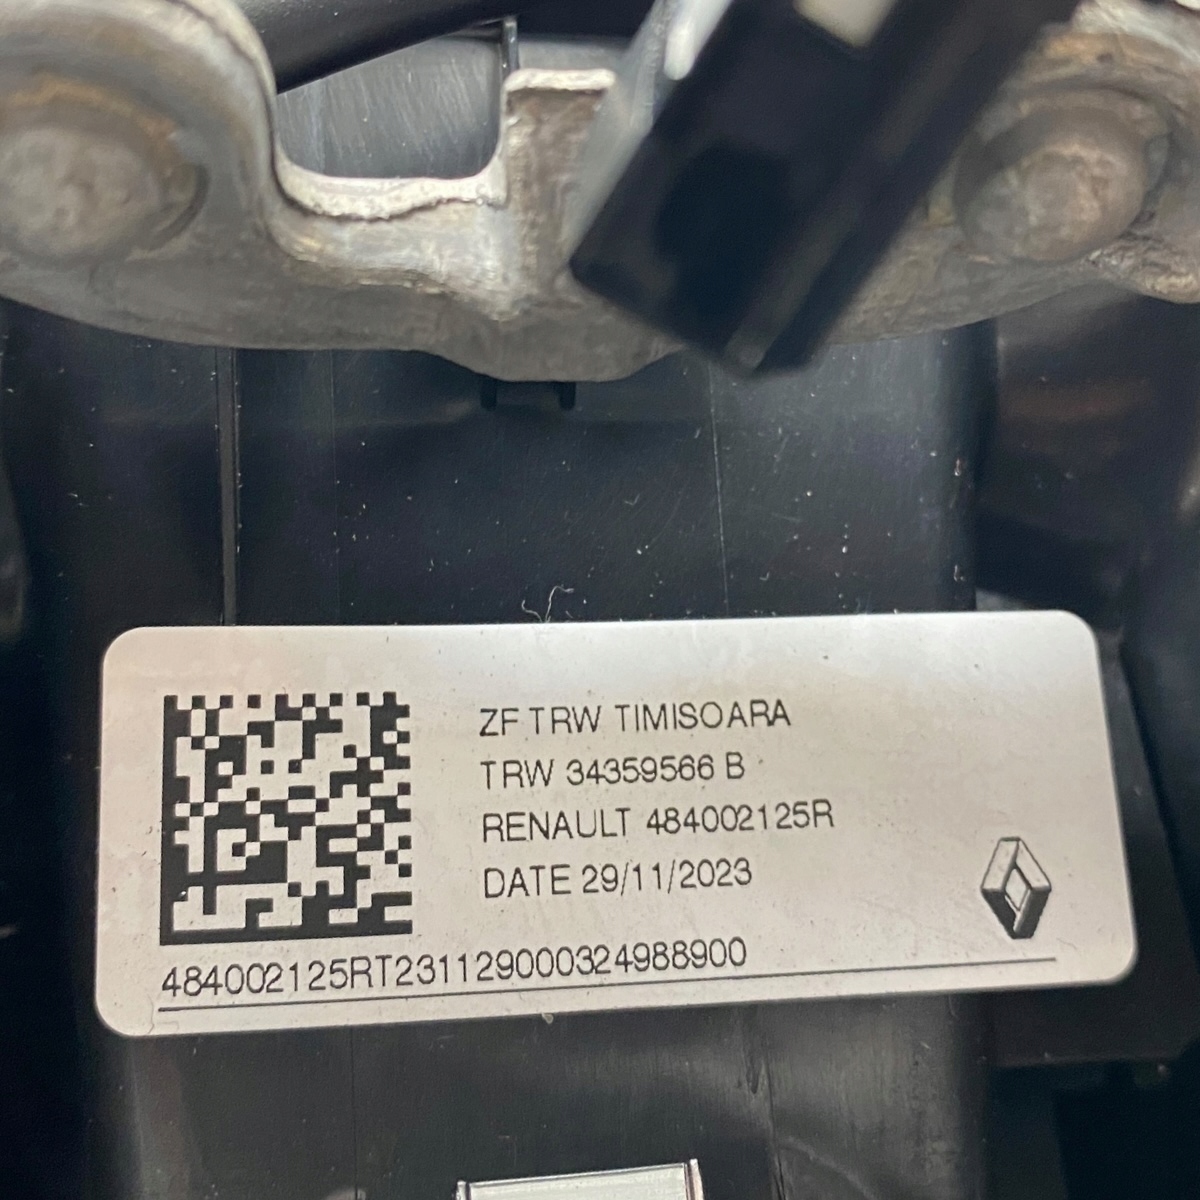 ZF TRW TIMISOARA
TRW 34359566 B
RENAULT 484002125R
DATE 29/11/2023
484002125RT231129000324988900